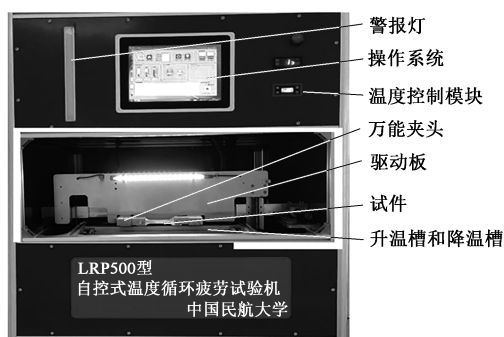 警报灯
操作系统
温度控制模块
万能夹头
驱动板
试件
升温槽和降温槽
LRP500型
自控式温度循环疲劳试验机
中国民航大学